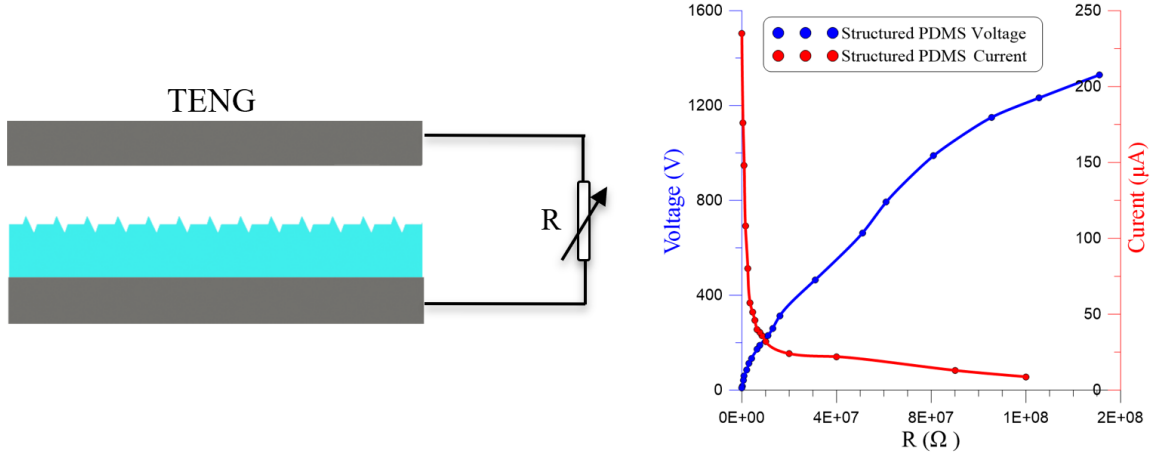 TENG
R
1600
1200
800
400
0
Voltage (V)
Structured PDMS Voltage
Structured PDMS Current
250
200
150
100
50
0
Curent (µA)
0E+00
4E+07
8E+07
1E+08
2E+08
R (Ω)